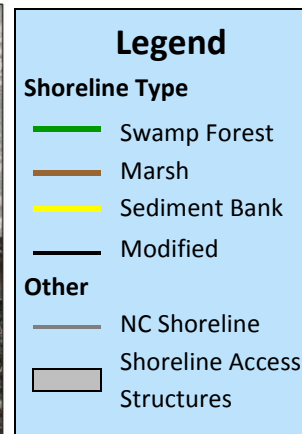 Legend
Shoreline Type
Swamp Forest
Marsh
Sediment Bank
Modified
Other
NC Shoreline
Shoreline Access
Structures